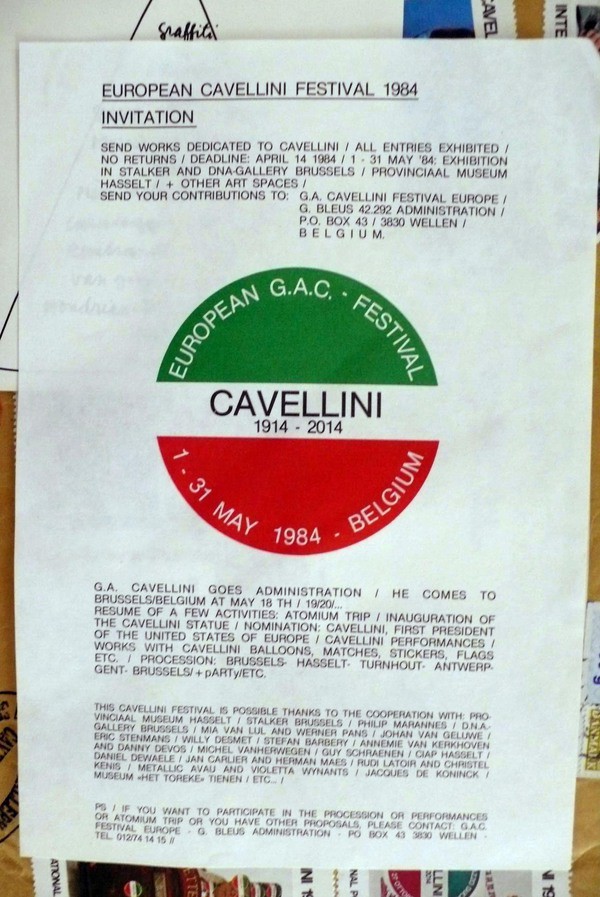 graffiti
CAVEL
INTE
EUROPEAN CAVELLINI FESTIVAL 1984
INVITATION
SEND WORKS DEDICATED TO CAVELLINI / ALL ENTRIES EXHIBITED /
NO RETURNS / DEADLINE: APRIL 14 1984 / 1 - 31 MAY '84: EXHIBITION
IN STALKER AND DNA-GALLERY BRUSSELS / PROVINCIAAL MUSEUM
HASSELT / + OTHER ART SPACES /
SEND YOUR CONTRIBUTIONS TO: G.A. CAVELLINI FESTIVAL EUROPE /
G. BLEUS 42.292 ADMINISTRATION /
P.O. BOX 43 / 3830 WELLEN /
B E L G I U M.
EUROPEAN G.A.C. - FESTIVAL
CAVELLINI
1914 - 2014
1 - 31 MAY 1984 - BELGIUM
G.A. CAVELLINI GOES ADMINISTRATION / HE COMES TO
BRUSSELS/BELGIUM AT MAY 18 TH / 19/20/...
RESUME OF A FEW ACTIVITIES: ATOMIUM TRIP / INAUGURATION OF
THE CAVELLINI STATUE / NOMINATION: CAVELLINI, FIRST PRESIDENT
OF THE UNITED STATES OF EUROPE / CAVELLINI PERFORMANCES /
WORKS WITH CAVELLINI BALLOONS, MATCHES, STICKERS, FLAGS
ETC. / PROCESSION: BRUSSELS- HASSELT- TURNHOUT- ANTWERP-
GENT- BRUSSELS/ + pARTy/ETC.
THIS CAVELLINI FESTIVAL IS POSSIBLE THANKS TO THE COOPERATION WITH: PRO-
VINCIAAL MUSEUM HASSELT / STALKER BRUSSELS / PHILIP MARANNES / D.N.A.-
GALLERY BRUSSELS / MIA VAN LUL AND WERNER PANS / JOHAN VAN GELUWE /
ERIC STENMANS / WILLY DESMET / STEFAN BARBERY / ANNEMIE VAN KERKHOVEN
AND DANNY DEVOS / MICHEL VANHERWEGEN / GUY SCHRAENEN / CIAP HASSELT /
DANIEL DEWAELE / JAN CARLIER AND HERMAN MAES / RUDI LATOIR AND CHRISTEL
KENIS / METALLIC AVAU AND VIOLETTA WYNANTS / JACQUES DE KONINCK /
MUSEUM «HET TOREKE» TIENEN / ETC... /
PS / IF YOU WANT TO PARTICIPATE IN THE PROCESSION OR PERFORMANCES
OR ATOMIUM TRIP OR YOU HAVE OTHER PROPOSALS, PLEASE CONTACT: G.A.C.
FESTIVAL EUROPE - G. BLEUS ADMINISTRATION - PO BOX 43 3830 WELLEN -
TEL. 012/74 14 15 //